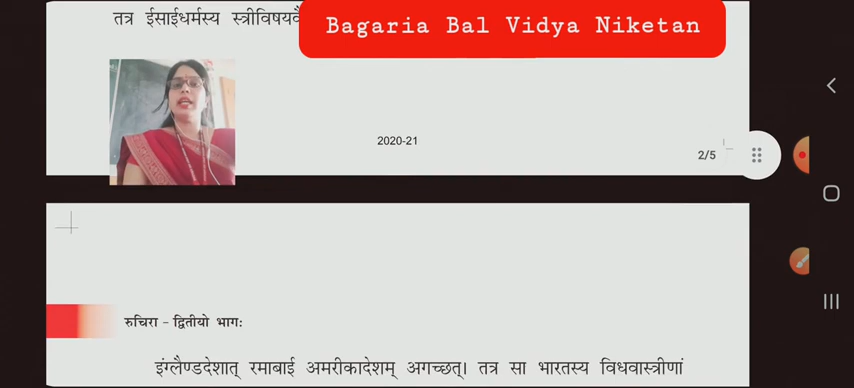 तत्र ईसाईधर्मस्य
Bagaria Bal Vidya Niketan
2020-21
2/5
रुचिरा – द्वितीयो भागः
इंग्लैण्डदेशात् रमाबाई अमरीकादेशम् अगच्छत्। तत्र सा भारतस्य विधवास्त्रीणां